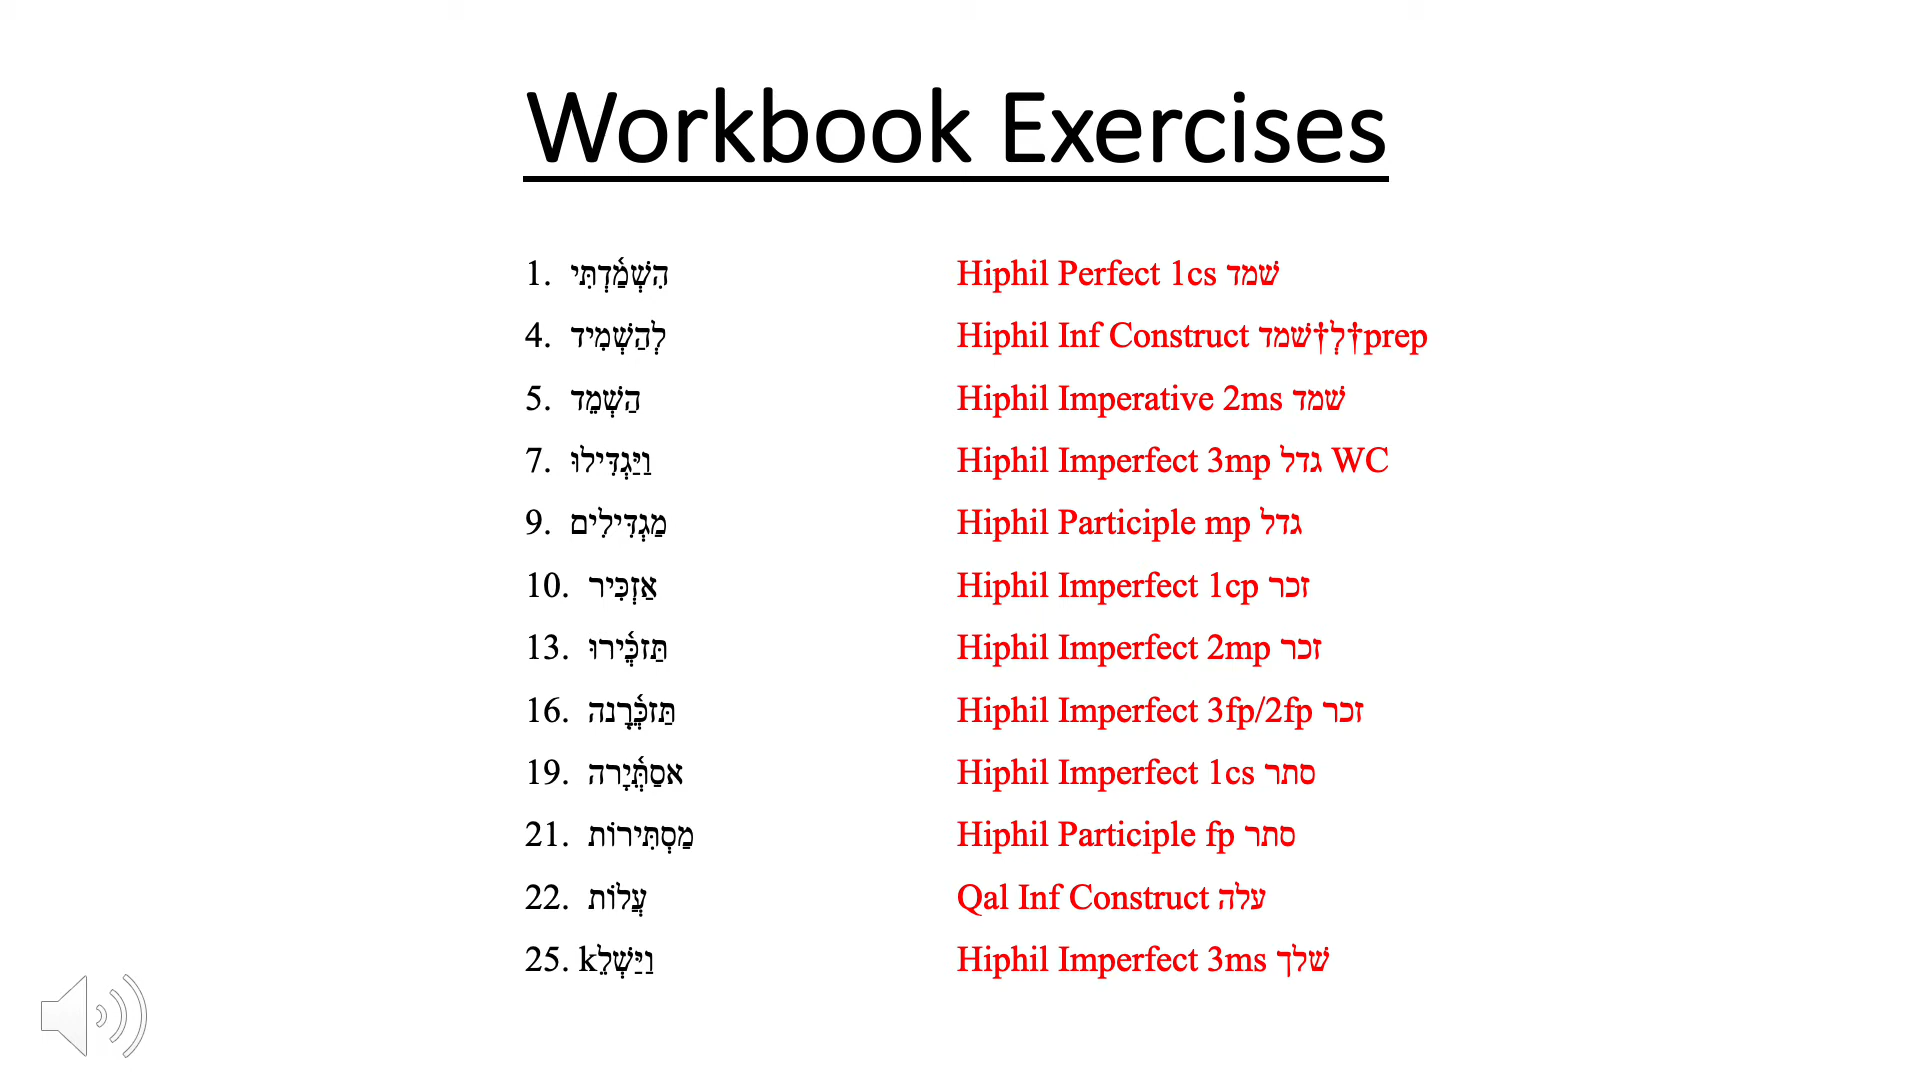 Workbook Exercises
1. הִשְׁמַ֫דְתִּי Hiphil Perfect 1cs שׁמד
4. לְהַשְׁמִיד Hiphil Inf Construct שׁמד†לְ†prep
5. הַשְׁמֵד Hiphil Imperative 2ms שׁמד
7. וַיַּגְדִּילוּ Hiphil Imperfect 3mp גדל WC
9. מַגְדִּילִים Hiphil Participle mp גדל
10. אַזְכִּיר Hiphil Imperfect 1cp זכר
13. תַּזכִּ֫ירוּ Hiphil Imperfect 2mp זכר
16. תַּזכֵּ֫רְנָה Hiphil Imperfect 3fp/2fp זכר
19. אסַתִּ֫ירָה Hiphil Imperfect 1cs סתר
21. מַסְתִּירוֹת Hiphil Participle fp סתר
22. עֲלוֹת Qal Inf Construct עלה
25. וַיַּשְׁלֵk Hiphil Imperfect 3ms שׁלך